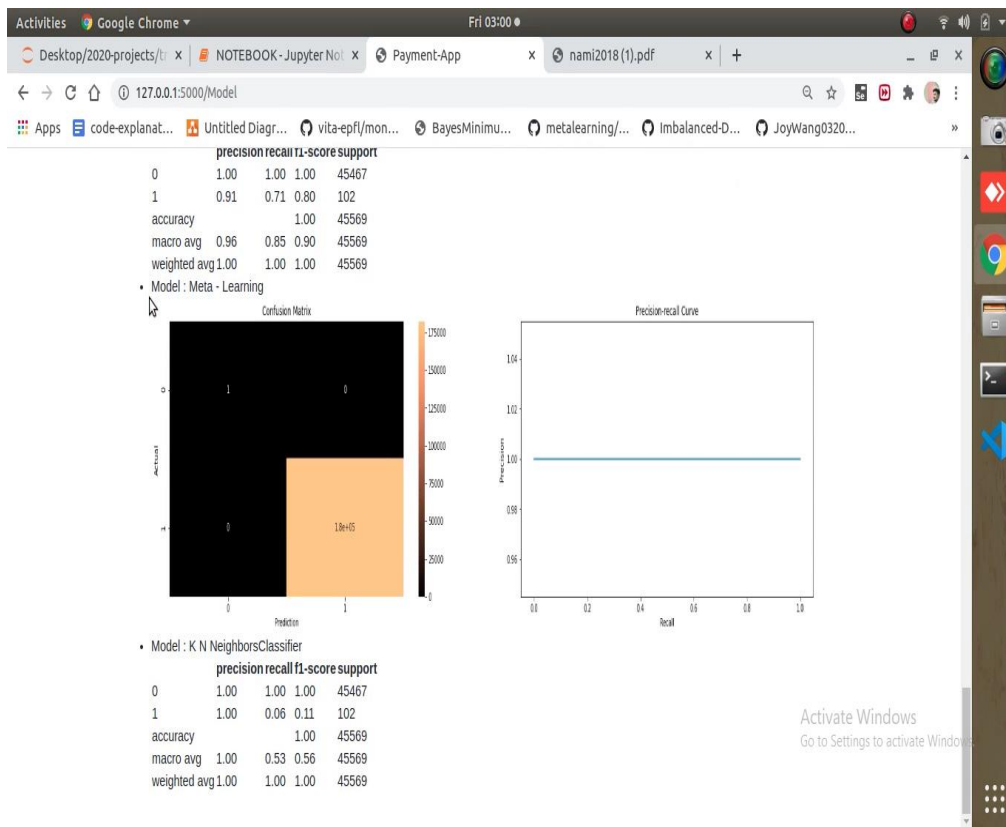 Activities Google Chrome ▾ Fri 03:00 ●
Desktop/2020-projects/tr × NOTEBOOK - Jupyter Not × Payment-App × nami2018 (1).pdf × +
127.0.0.1:5000/Model
Apps code-explanat... Untitled Diagr... vita-epfl/mon... BayesMinimu... metalearning/... Imbalanced-D... JoyWang0320... »
precision recall f1-score support
0 1.00 1.00 1.00 45467
1 0.91 0.71 0.80 102
accuracy 1.00 45569
macro avg 0.96 0.85 0.90 45569
weighted avg 1.00 1.00 1.00 45569
• Model : Meta - Learning
Confusion Matrix
0 1 0
1 0 1.8e+05
Actual
0 1
Prediction
175000
150000
125000
100000
75000
50000
25000
0
Precision-recall Curve
1.04
1.02
1.00
0.98
0.96
Precision
0.0 0.2 0.4 0.6 0.8 1.0
Recall
• Model : K N NeighborsClassifier
precision recall f1-score support
0 1.00 1.00 1.00 45467
1 1.00 0.06 0.11 102
accuracy 1.00 45569
macro avg 1.00 0.53 0.56 45569
weighted avg 1.00 1.00 1.00 45569
Activate Windows
Go to Settings to activate Windows.